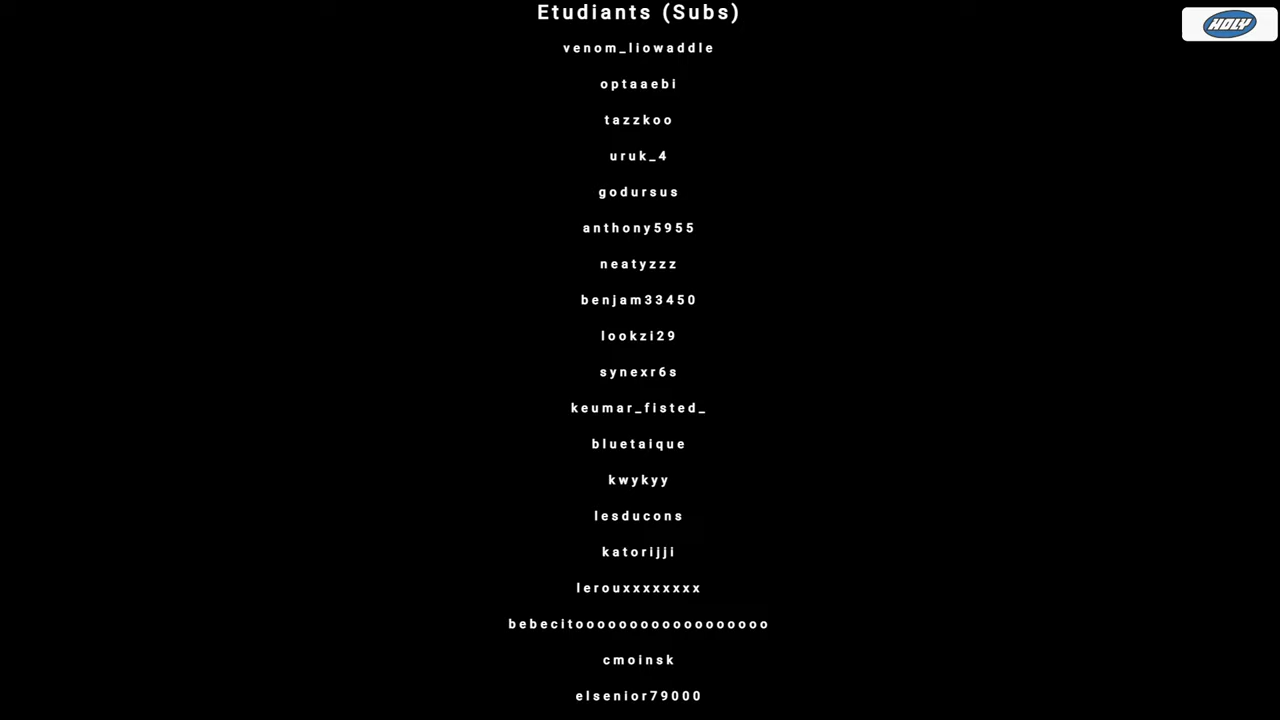 Etudiants (Subs)
HOLY
venom_liowaddle
optaaebi
tazzkoo
uruk_4
godursus
anthony5955
neatyzzz
benjam33450
lookzi29
synexr6s
keumar_fisted_
bluetaique
kwykyy
lesducons
katorijji
lerouxxxxxxxx
bebecitoooooooooooooooooo
cmoinsk
elsenior79000